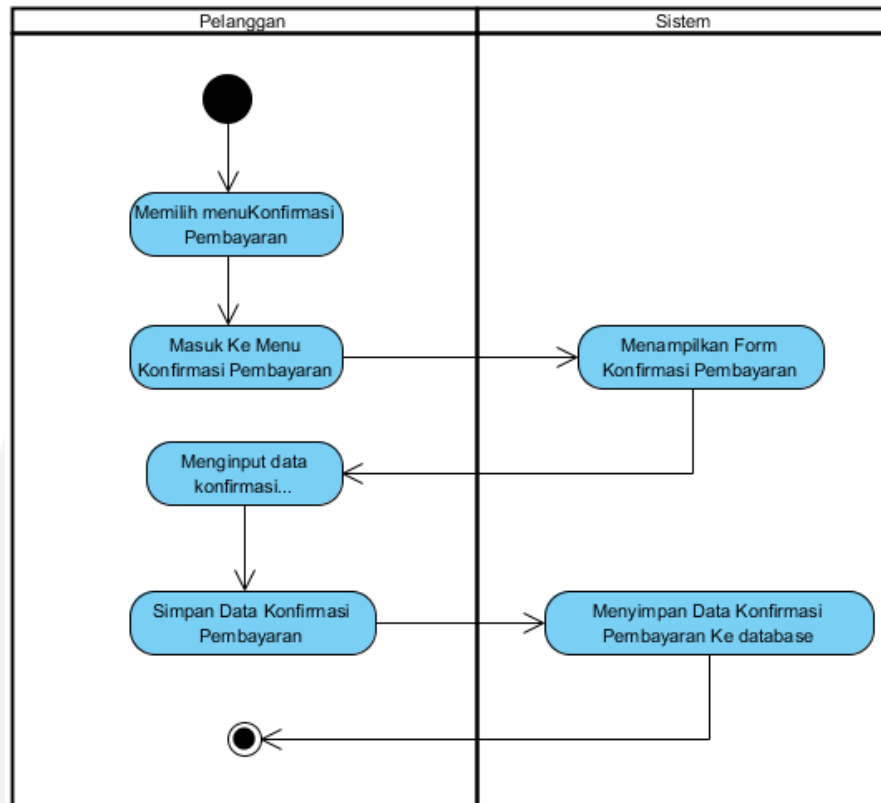 Pelanggan
Sistem
Memilih menuKonfirmasi
Pembayaran
Masuk Ke Menu
Konfirmasi Pembayaran
Menampilkan Form
Konfirmasi Pembayaran
Menginput data
konfirmasi...
Simpan Data Konfirmasi
Pembayaran
Menyimpan Data Konfirmasi
Pembayaran Ke database